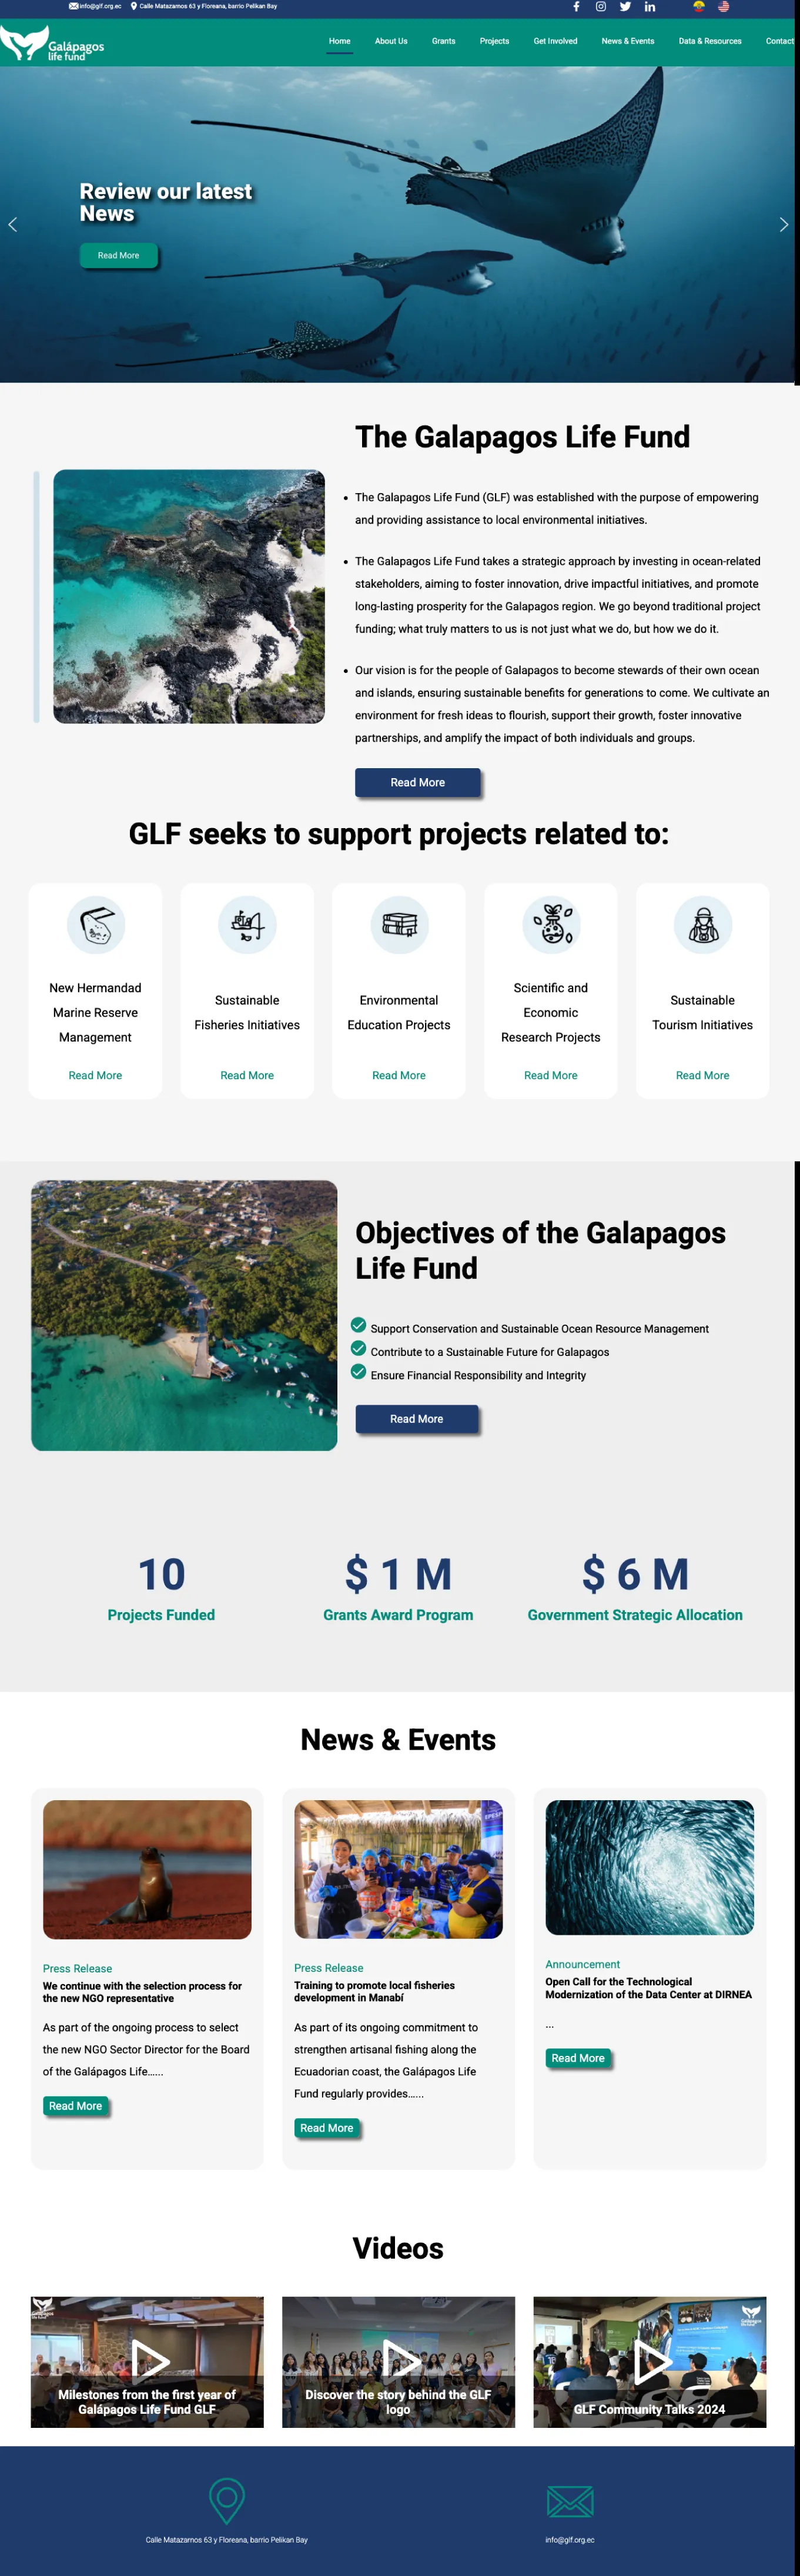 info@glf.org.ec Calle Matazarnos 63 y Floreana, barrio Pelikan Bay
Galápagos
life fund
Home About Us Grants Projects Get Involved News & Events Data & Resources Contact
Review our latest
News
Read More
The Galapagos Life Fund
The Galapagos Life Fund (GLF) was established with the purpose of empowering
and providing assistance to local environmental initiatives.
The Galapagos Life Fund takes a strategic approach by investing in ocean-related
stakeholders, aiming to foster innovation, drive impactful initiatives, and promote
long-lasting prosperity for the Galapagos region. We go beyond traditional project
funding; what truly matters to us is not just what we do, but how we do it.
Our vision is for the people of Galapagos to become stewards of their own ocean
and islands, ensuring sustainable benefits for generations to come. We cultivate an
environment for fresh ideas to flourish, support their growth, foster innovative
partnerships, and amplify the impact of both individuals and groups.
Read More
GLF seeks to support projects related to:
New Hermandad
Marine Reserve
Management
Read More
Sustainable
Fisheries Initiatives
Read More
Environmental
Education Projects
Read More
Scientific and
Economic
Research Projects
Read More
Sustainable
Tourism Initiatives
Read More
Objectives of the Galapagos
Life Fund
Support Conservation and Sustainable Ocean Resource Management
Contribute to a Sustainable Future for Galapagos
Ensure Financial Responsibility and Integrity
Read More
10
Projects Funded
$ 1 M
Grants Award Program
$ 6 M
Government Strategic Allocation
News & Events
Press Release
We continue with the selection process for
the new NGO representative
As part of the ongoing process to select
the new NGO Sector Director for the Board
of the Galápagos Life…...
Read More
Press Release
Training to promote local fisheries
development in Manabí
As part of its ongoing commitment to
strengthen artisanal fishing along the
Ecuadorian coast, the Galápagos Life
Fund regularly provides…...
Read More
Announcement
Open Call for the Technological
Modernization of the Data Center at DIRNEA
...
Read More
Videos
Galápagos
life fund
Milestones from the first year of
Galápagos Life Fund GLF
Discover the story behind the GLF
logo
Galápagos
life fund
GLF Community Talks 2024
Calle Matazarnos 63 y Floreana, barrio Pelikan Bay
info@glf.org.ec